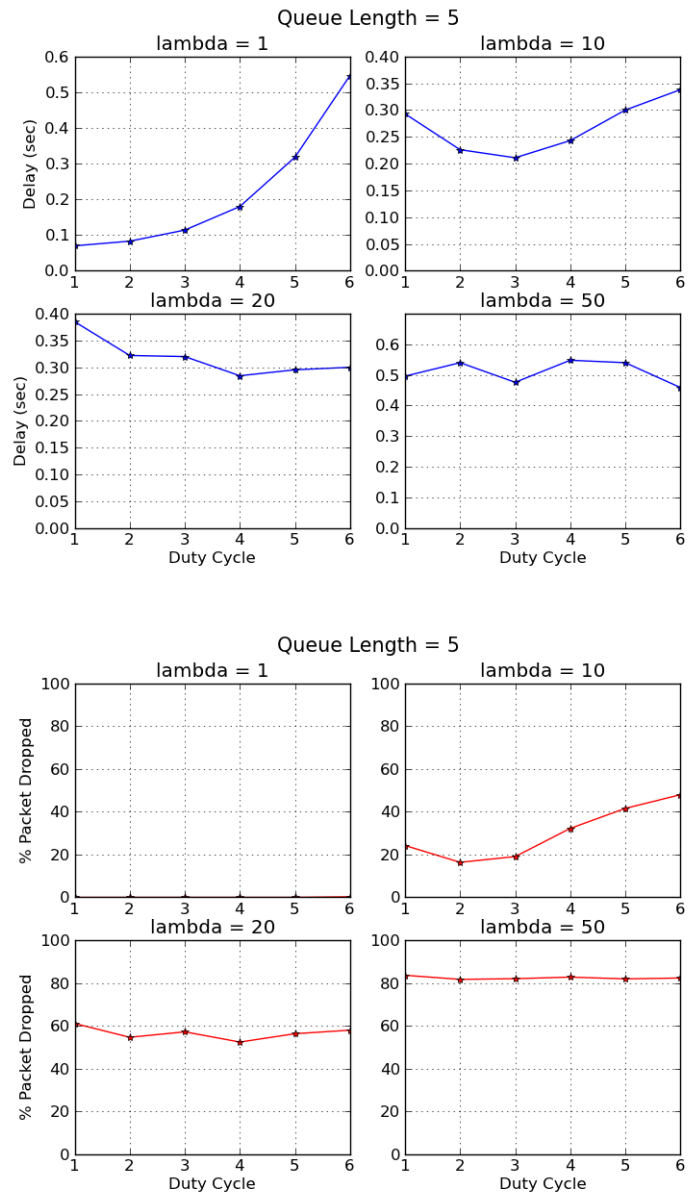 Queue Length = 5
lambda = 1
lambda = 10
Delay (sec)
0.6
0.5
0.4
0.3
0.2
0.1
0.0
1 2 3 4 5 6
0.40
0.35
0.30
0.25
0.20
0.15
0.10
0.05
0.00
1 2 3 4 5 6
lambda = 20
lambda = 50
Delay (sec)
0.40
0.35
0.30
0.25
0.20
0.15
0.10
0.05
0.00
1 2 3 4 5 6
Duty Cycle
0.6
0.5
0.4
0.3
0.2
0.1
0.0
1 2 3 4 5 6
Duty Cycle
Queue Length = 5
lambda = 1
lambda = 10
% Packet Dropped
100
80
60
40
20
0
1 2 3 4 5 6
100
80
60
40
20
0
1 2 3 4 5 6
lambda = 20
lambda = 50
% Packet Dropped
100
80
60
40
20
0
1 2 3 4 5 6
Duty Cycle
100
80
60
40
20
0
1 2 3 4 5 6
Duty Cycle